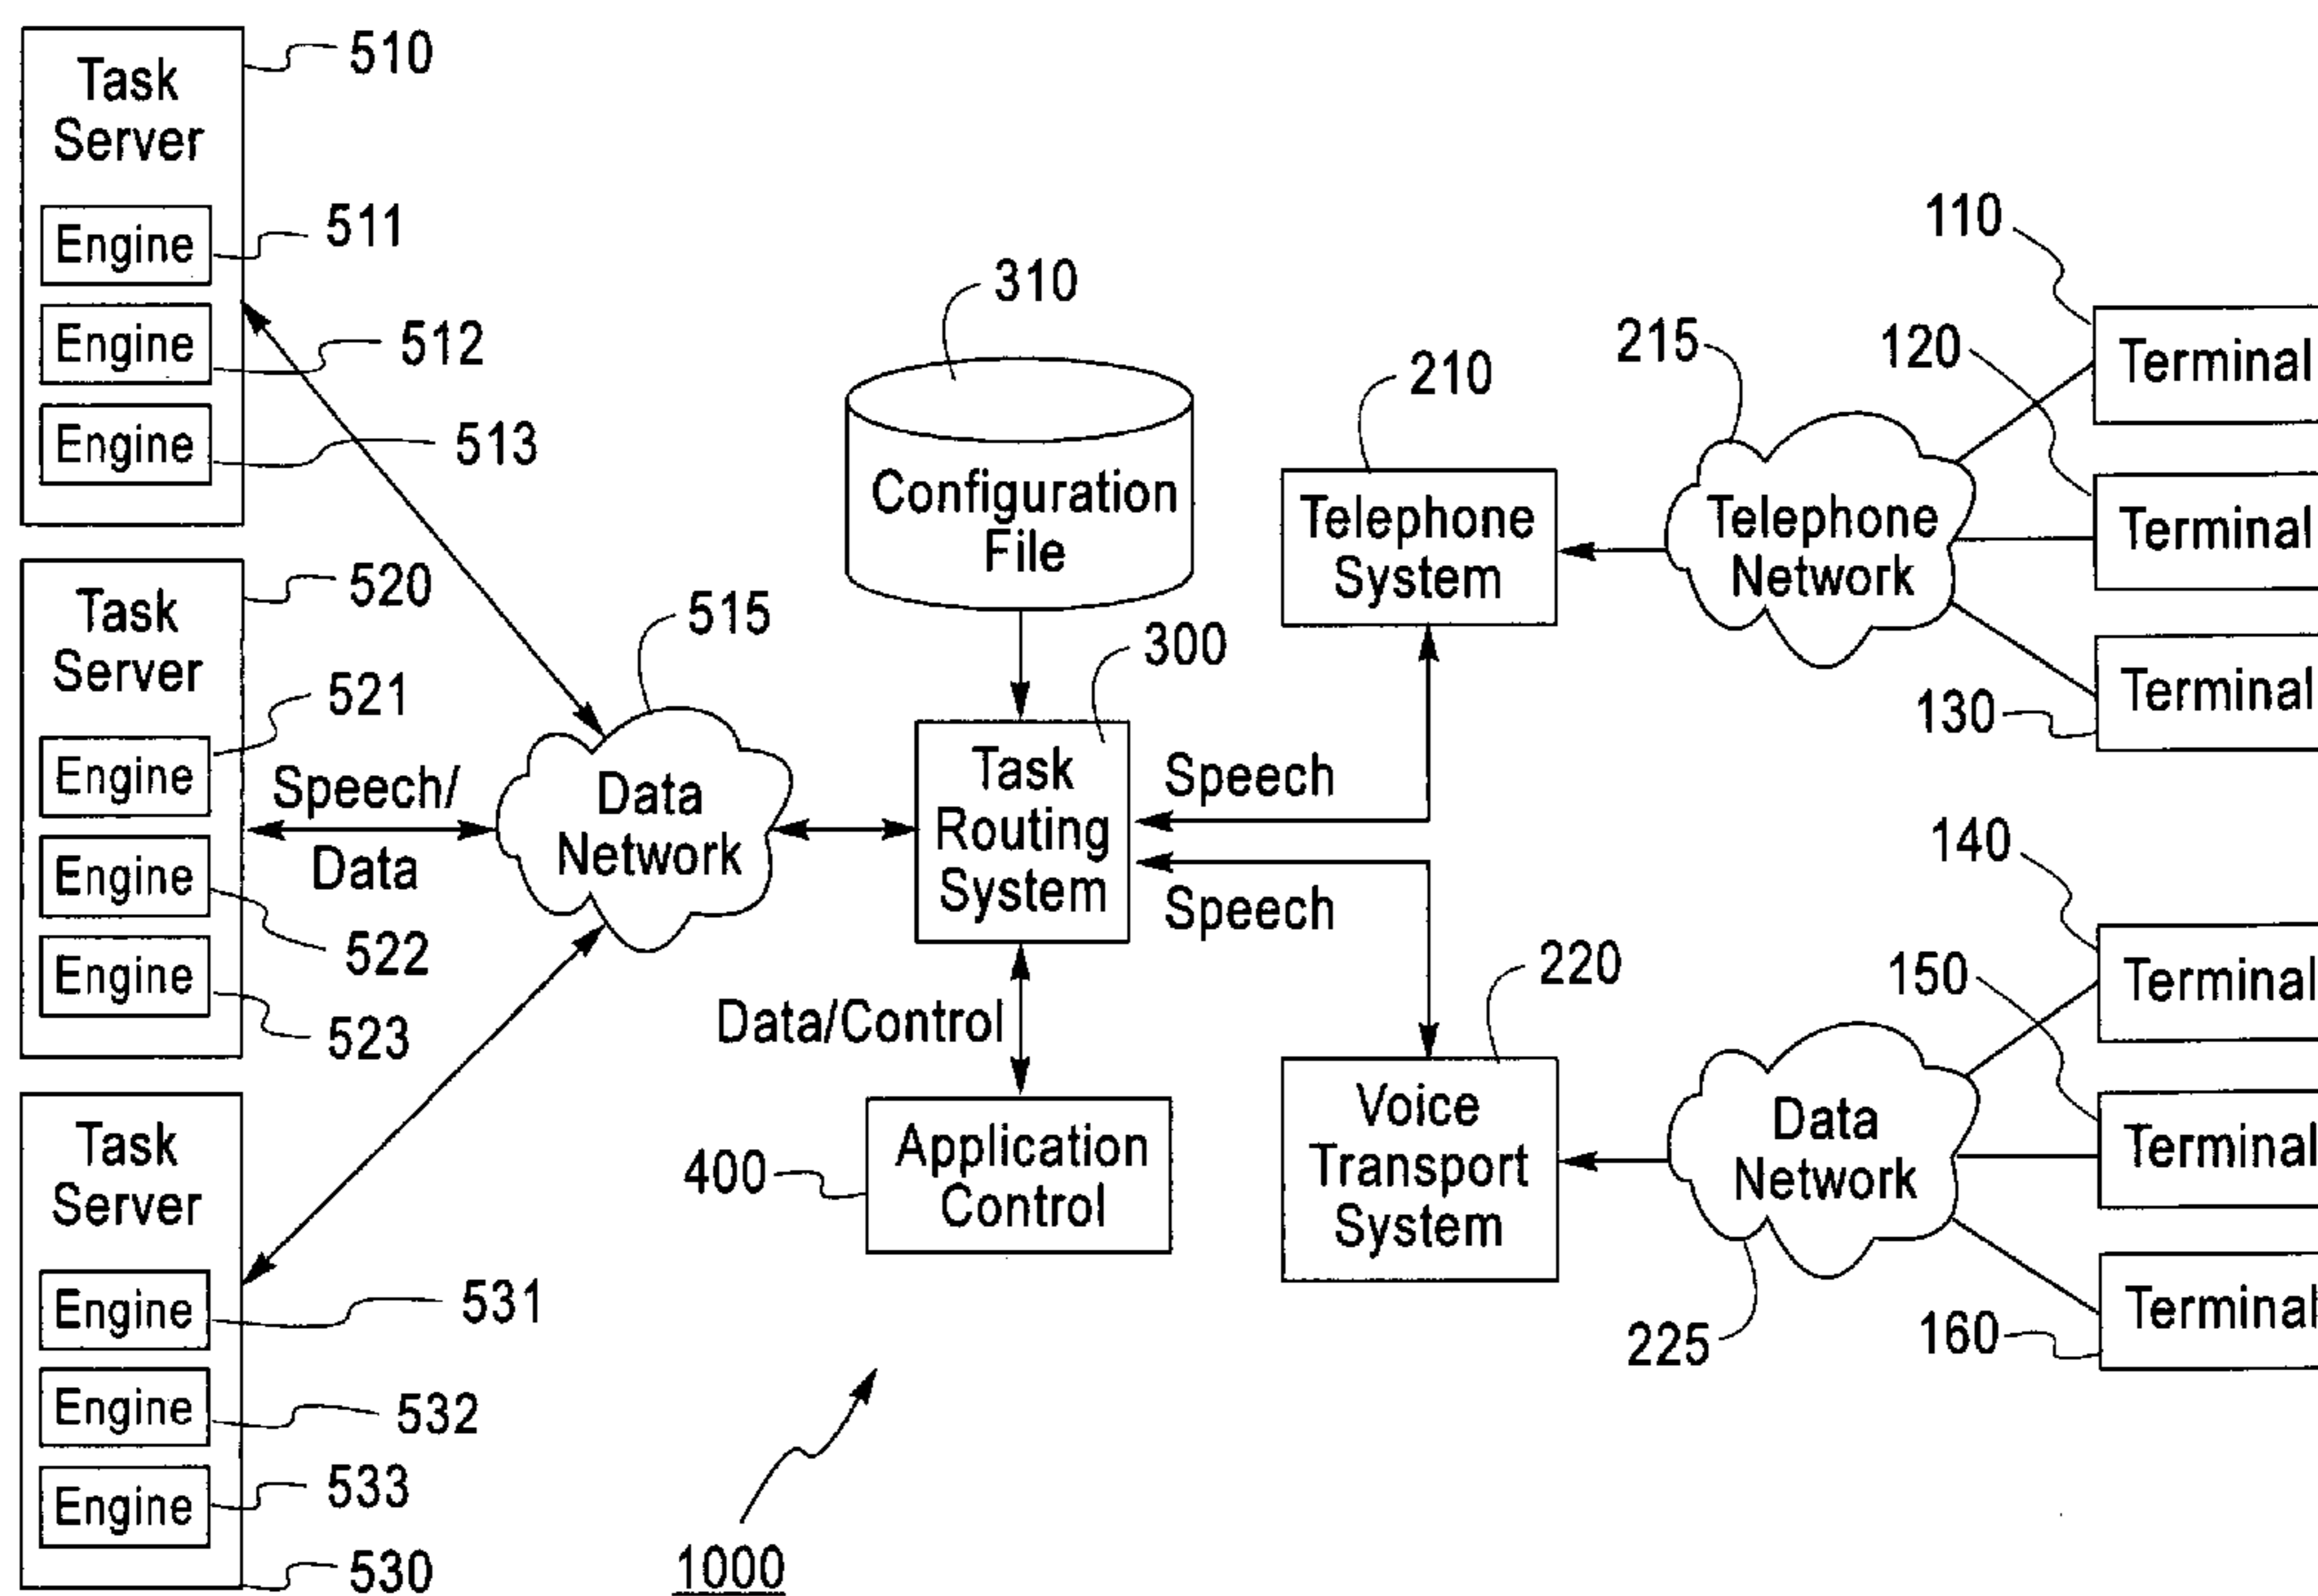 Task
Server
510
Engine
511
Engine
512
Engine
513
Task
Server
520
Engine
521
Engine
522
Engine
523
Task
Server
Engine
531
Engine
532
Engine
533
530
Speech/
Data
515
Data
Network
310
Configuration
File
300
Task
Routing
System
Speech
Speech
Data/Control
400
Application
Control
1000
210
Telephone
System
215
Telephone
Network
110
Terminal
120
Terminal
130
Terminal
220
Voice
Transport
System
Data
Network
225
140
Terminal
150
Terminal
160
Terminal